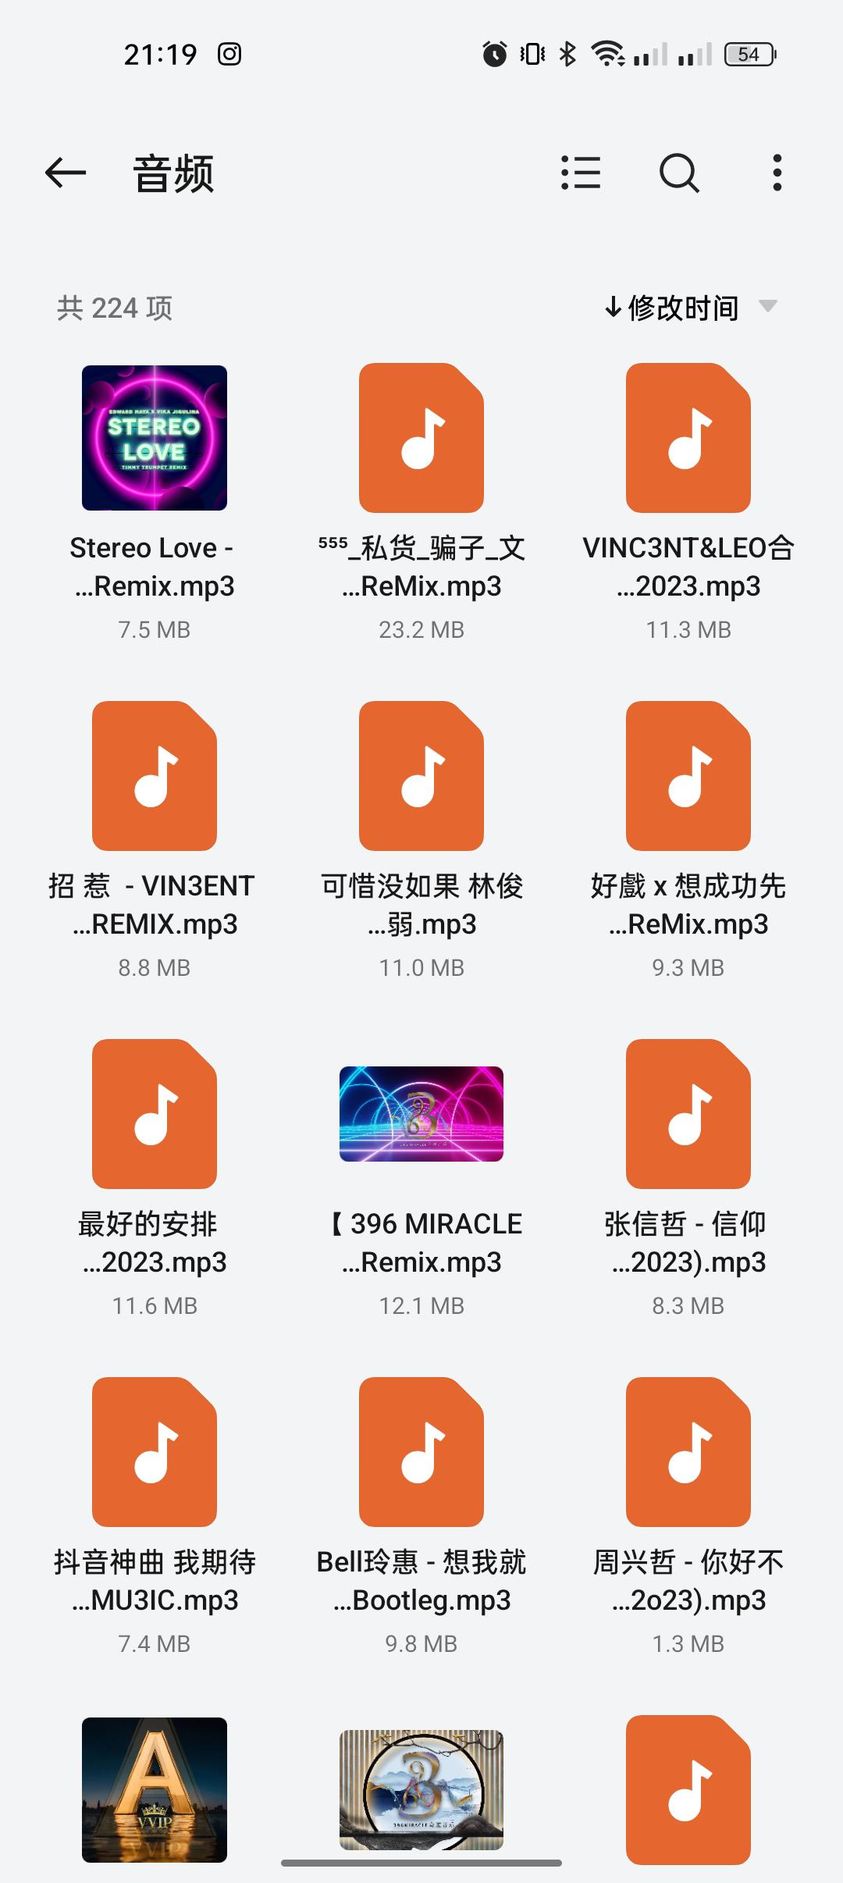 21:19
54
音频
共 224 项
↓修改时间
EDWARD MAYA X VIKA JIGULINA
STEREO
LOVE
TIMMY TRUMPET REMIX
Stereo Love -
...Remix.mp3
7.5 MB
⁵⁵⁵_私货_骗子_文
...ReMix.mp3
23.2 MB
VINC3NT&LEO合
...2023.mp3
11.3 MB
招 惹 - VIN3ENT
...REMIX.mp3
8.8 MB
可惜没如果 林俊
...弱.mp3
11.0 MB
好戲 x 想成功先
...ReMix.mp3
9.3 MB
最好的安排
...2023.mp3
11.6 MB
【 396 MIRACLE
...Remix.mp3
12.1 MB
张信哲 - 信仰
...2023).mp3
8.3 MB
抖音神曲 我期待
...MU3IC.mp3
7.4 MB
Bell玲惠 - 想我就
...Bootleg.mp3
9.8 MB
周兴哲 - 你好不
...2o23).mp3
1.3 MB
A
VVIP